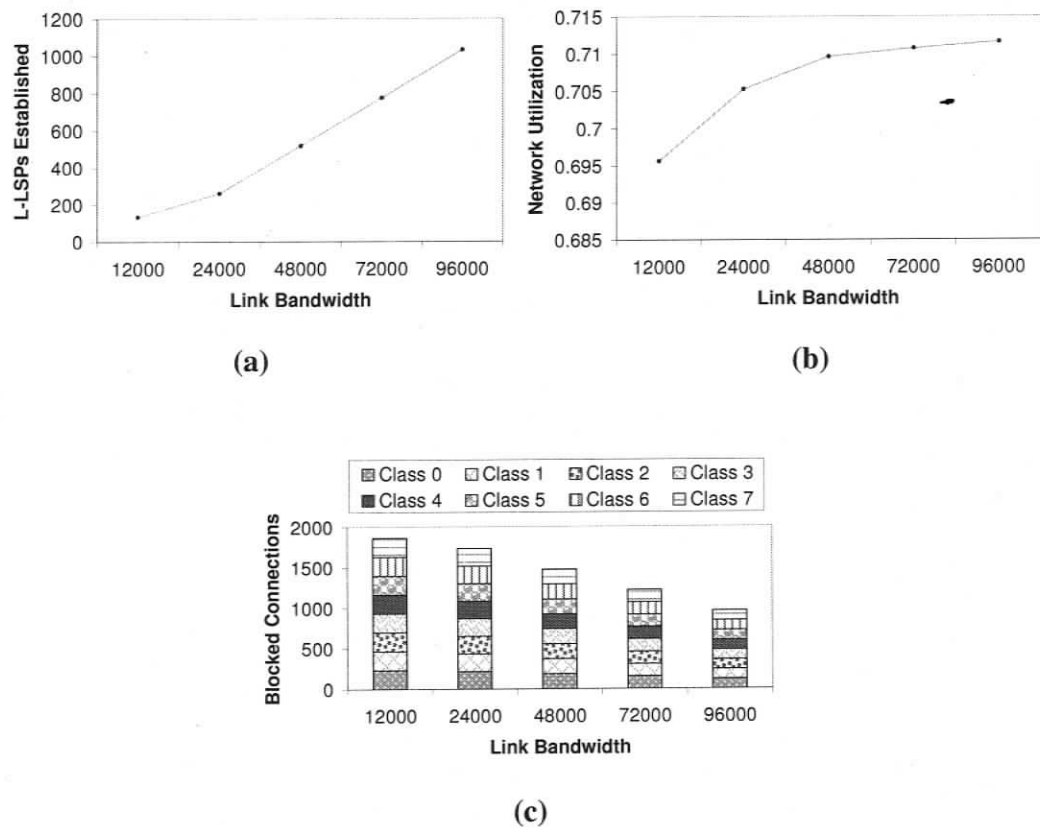 1200
1000
800
600
400
200
0
L-LSPs Established
12000 24000 48000 72000 96000
Link Bandwidth
(a)
0.715
0.71
0.705
0.7
0.695
0.69
0.685
Network Utilization
12000 24000 48000 72000 96000
Link Bandwidth
(b)
Class 0 Class 1 Class 2 Class 3
Class 4 Class 5 Class 6 Class 7
2000
1500
1000
500
0
Blocked Connections
12000 24000 48000 72000 96000
Link Bandwidth
(c)